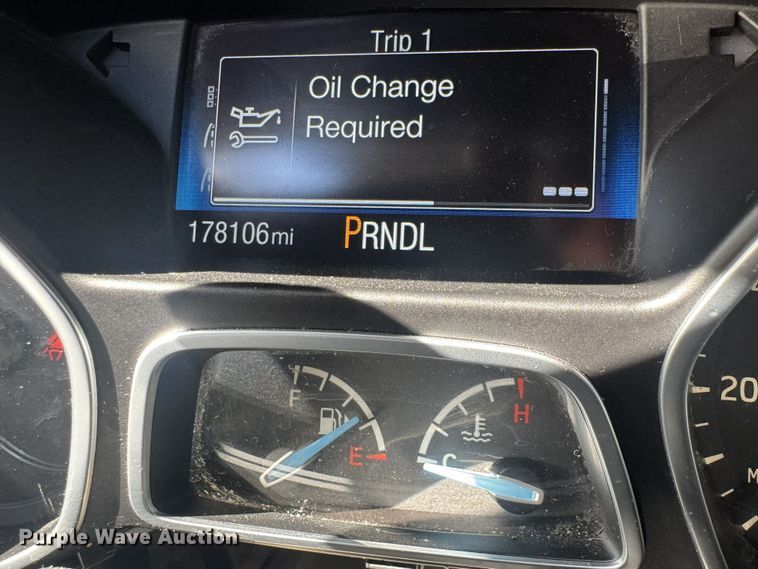 Trip 1
Oil Change
Required
178106mi PRNDL
F
E
H
C
20
M
Purple Wave Auction